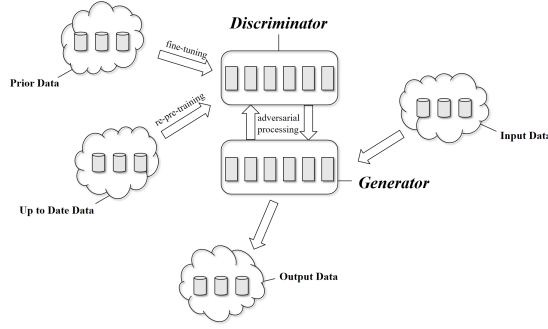 Discriminator
fine-tuning
Prior Data
re-pre-training
adversarial
processing
Input Data
Up to Date Data
Generator
Output Data